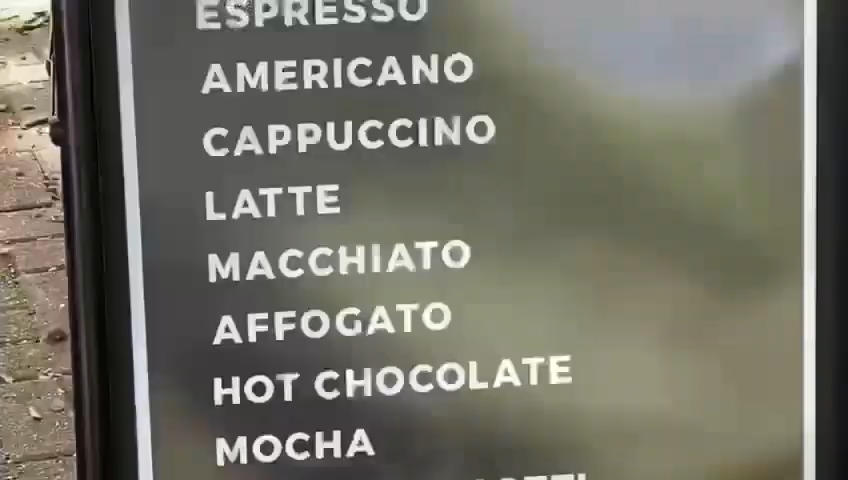 ESPRESSO
AMERICANO
CAPPUCCINO
LATTE
MACCHIATO
AFFOGATO
HOT CHOCOLATE
MOCHA